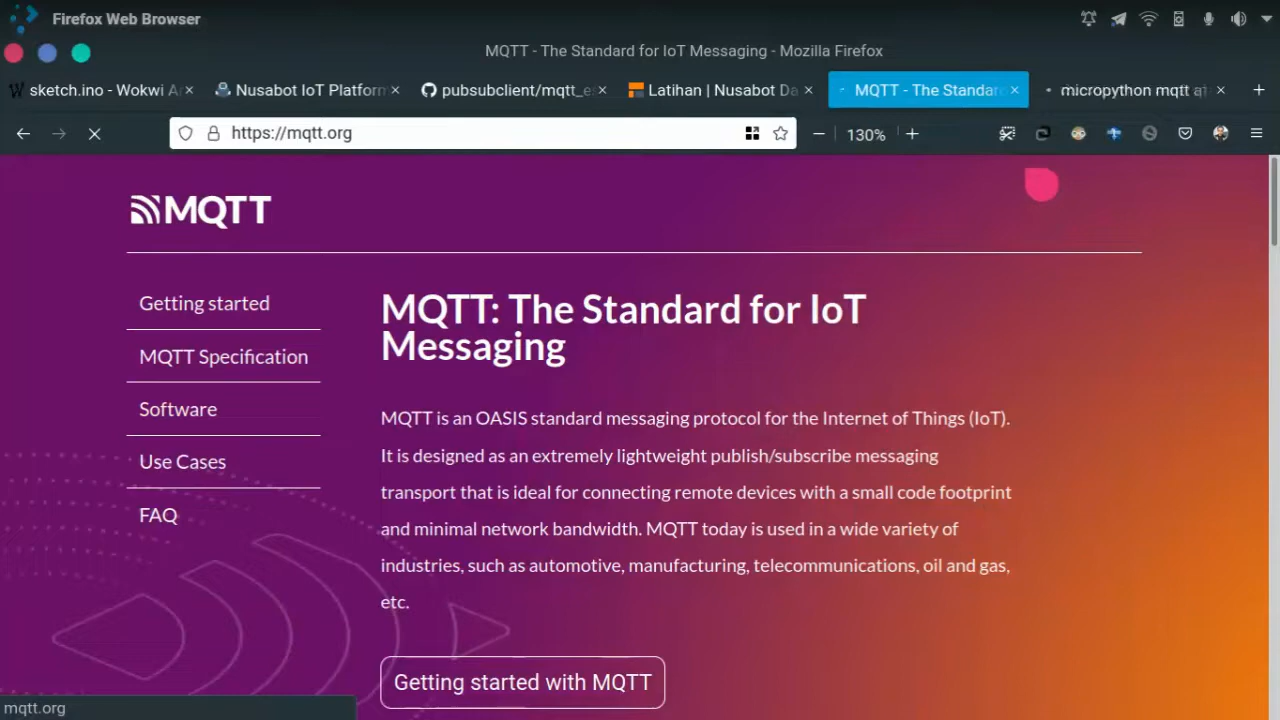 Firefox Web Browser
MQTT - The Standard for IoT Messaging - Mozilla Firefox
sketch.ino - Wokwi A
Nusabot IoT Platform
pubsubclient/mqtt_es
Latihan | Nusabot Da
MQTT - The Standar
micropython mqtt at
https://mqtt.org
130%
MQTT
Getting started
MQTT Specification
Software
Use Cases
FAQ
MQTT: The Standard for IoT
Messaging
MQTT is an OASIS standard messaging protocol for the Internet of Things (IoT).
It is designed as an extremely lightweight publish/subscribe messaging
transport that is ideal for connecting remote devices with a small code footprint
and minimal network bandwidth. MQTT today is used in a wide variety of
industries, such as automotive, manufacturing, telecommunications, oil and gas,
etc.
Getting started with MQTT
mqtt.org